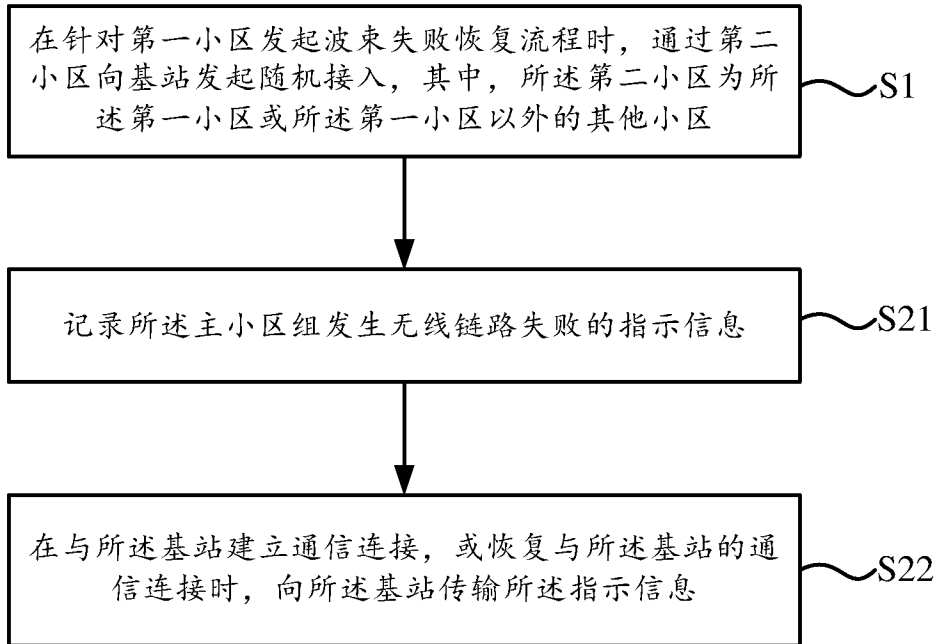 在针对第一小区发起波束失败恢复流程时，通过第二
小区向基站发起随机接入，其中，所述第二小区为所
述第一小区或所述第一小区以外的其他小区
S1
记录所述主小区组发生无线链路失败的指示信息
S21
在与所述基站建立通信连接，或恢复与所述基站的通
信连接时，向所述基站传输所述指示信息
S22